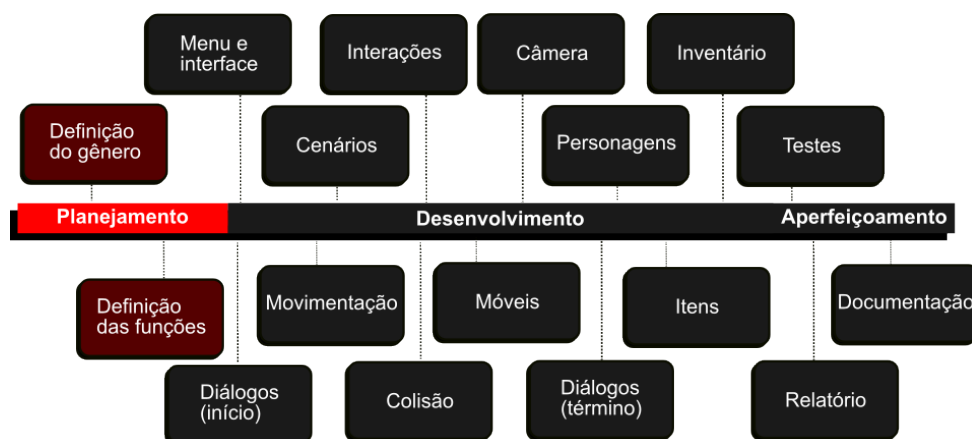 Menu e
interface
Interações
Câmera
Inventário
Definição
do gênero
Cenários
Personagens
Testes
Planejamento
Desenvolvimento
Aperfeiçoamento
Definição
das funções
Movimentação
Móveis
Itens
Documentação
Diálogos
(início)
Colisão
Diálogos
(término)
Relatório